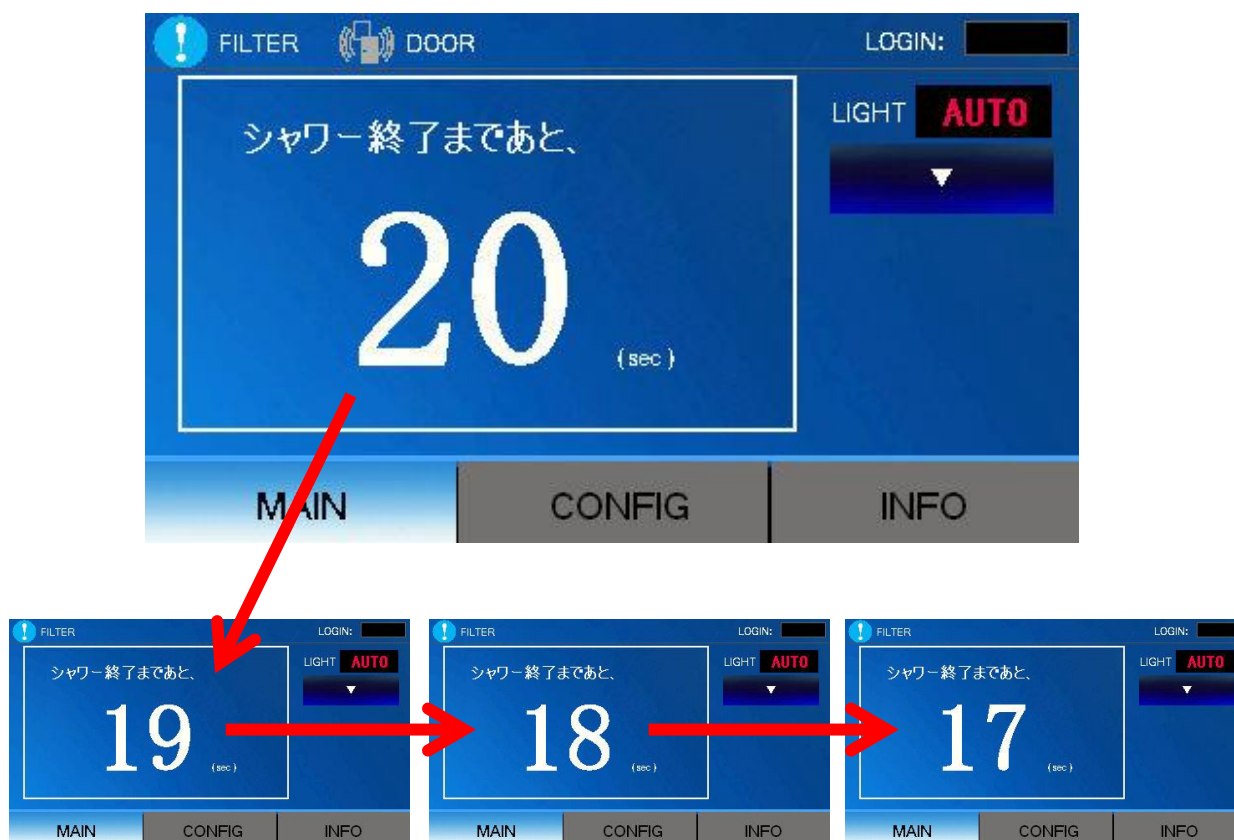 FILTER DOOR LOGIN:
LIGHT AUTO
シャワー終了まであと、
▼
20 (sec)
MAIN CONFIG INFO
FILTER LOGIN:
シャワー終了まであと、
LIGHT AUTO
▼
19 (sec)
MAIN CONFIG INFO
FILTER LOGIN:
シャワー終了まであと、
LIGHT AUTO
▼
18 (sec)
MAIN CONFIG INFO
FILTER LOGIN:
シャワー終了まであと、
LIGHT AUTO
▼
17 (sec)
MAIN CONFIG INFO